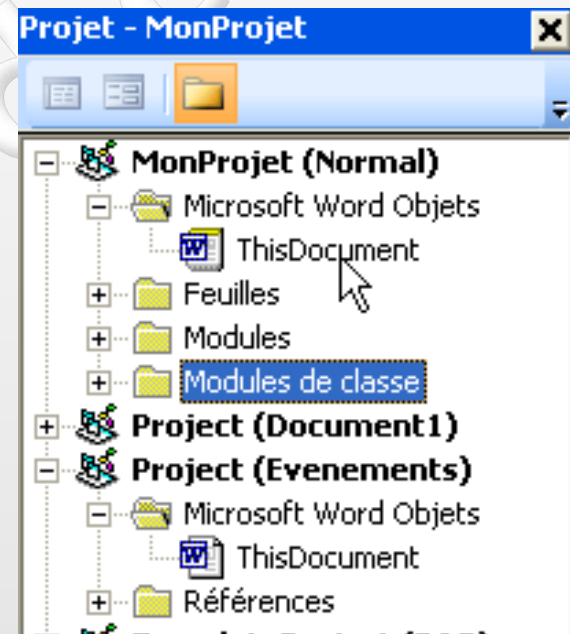 Projet - MonProjet
MonProjet (Normal)
Microsoft Word Objets
ThisDocument
Feuilles
Modules
Modules de classe
Project (Document1)
Project (Evenements)
Microsoft Word Objets
ThisDocument
Références